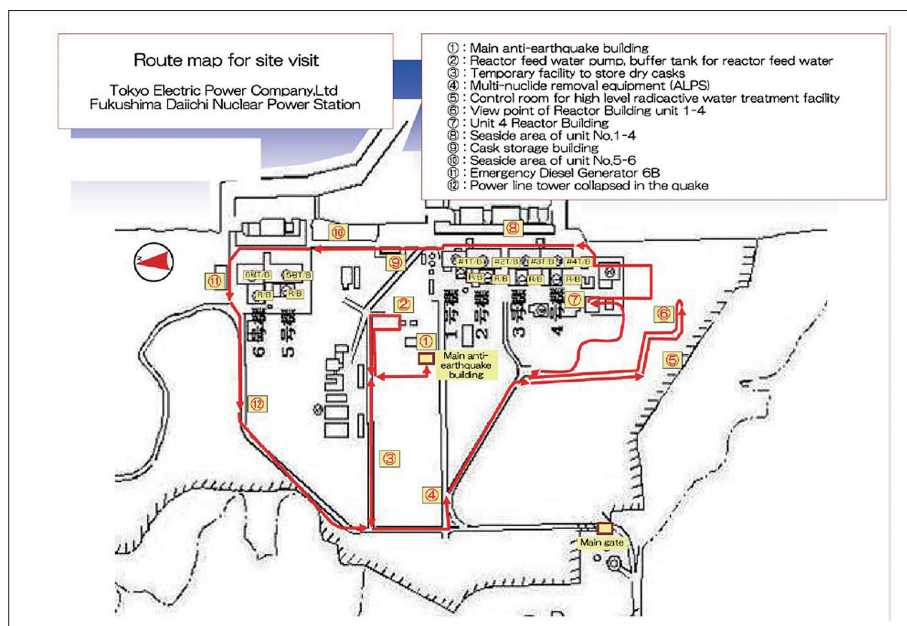 Route map for site visit
Tokyo Electric Power Company,Ltd
Fukushima Daiichi Nuclear Power Station
①：Main anti-earthquake building
②：Reactor feed water pump, buffer tank for reactor feed water
③：Temporary facility to store dry casks
④：Multi-nuclide removal equipment (ALPS)
⑤：Control room for high level radioactive water treatment facility
⑥：View point of Reactor Building unit 1-4
⑦：Unit 4 Reactor Building
⑧：Seaside area of unit No,1-4
⑨：Cask storage building
⑩：Seaside area of unit No,5-6
⑪：Emergency Diesel Generator 6B
⑫：Power line tower collapsed in the quake
⑧
⑩
⑨
#1T/B #2T/B #3T/B #4T/B
⑪
6BT/B 5BT/B
R/B R/B R/B R/B
R/B R/B
⑦
②
⑥
6号機
5号機
1号機
2号機
3号機
4号機
①
Main anti-
earthquake
building
⑤
⑫
③
④
Main gate